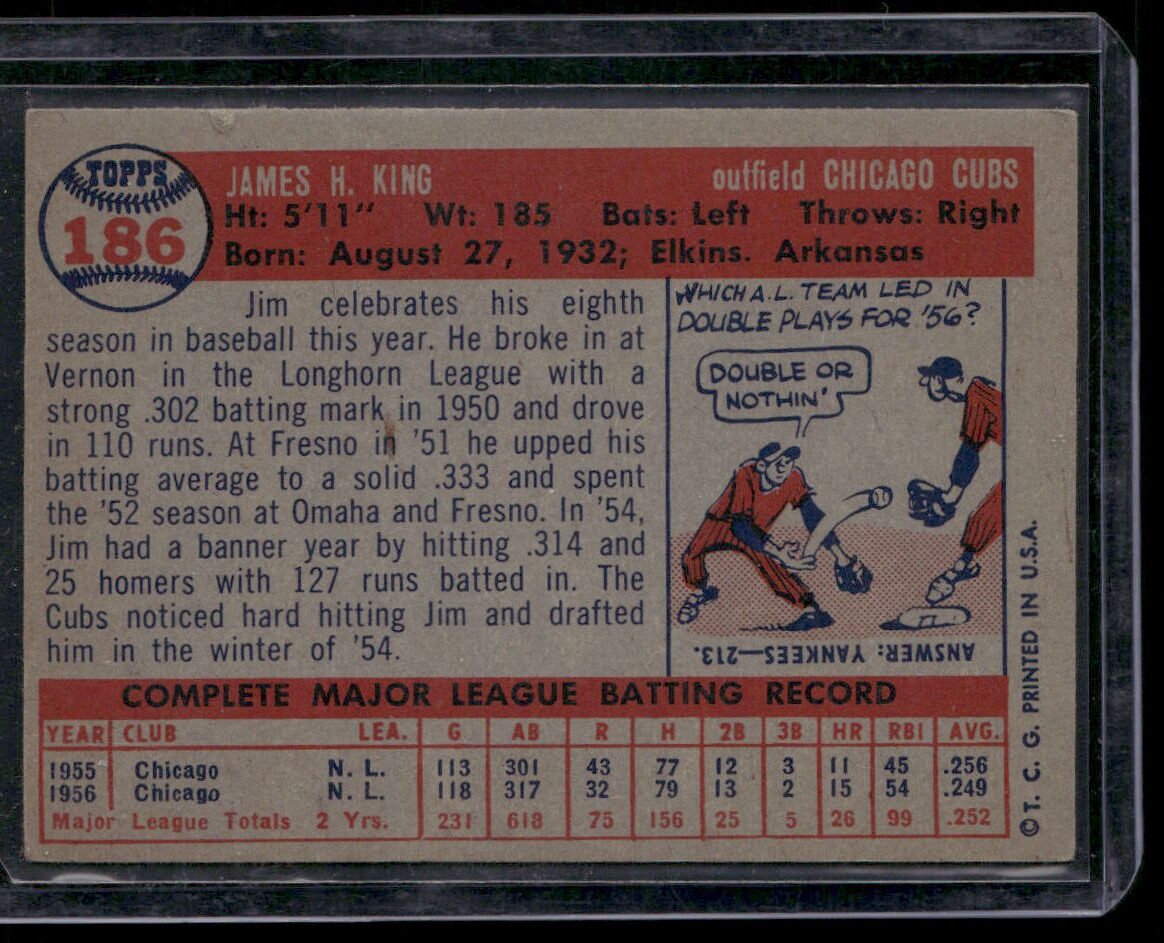 TOPPS
186
JAMES H. KING outfield CHICAGO CUBS
Ht: 5'11" Wt: 185 Bats: Left Throws: Right
Born: August 27, 1932; Elkins. Arkansas
Jim celebrates his eighth
season in baseball this year. He broke in at
Vernon in the Longhorn League with a
strong .302 batting mark in 1950 and drove
in 110 runs. At Fresno in '51 he upped his
batting average to a solid .333 and spent
the '52 season at Omaha and Fresno. In '54,
Jim had a banner year by hitting .314 and
25 homers with 127 runs batted in. The
Cubs noticed hard hitting Jim and drafted
him in the winter of '54.
WHICH A.L. TEAM LED IN
DOUBLE PLAYS FOR '56?
DOUBLE OR
NOTHIN'
ANSWER: YANKEES—213.
COMPLETE MAJOR LEAGUE BATTING RECORD
YEAR CLUB LEA. G AB R H 2B 3B HR RBI AVG.
1955 Chicago N. L. 113 301 43 77 12 3 11 45 .256
1956 Chicago N. L. 118 317 32 79 13 2 15 54 .249
Major League Totals 2 Yrs. 231 618 75 156 25 5 26 99 .252
© T. C. G. PRINTED IN U.S.A.